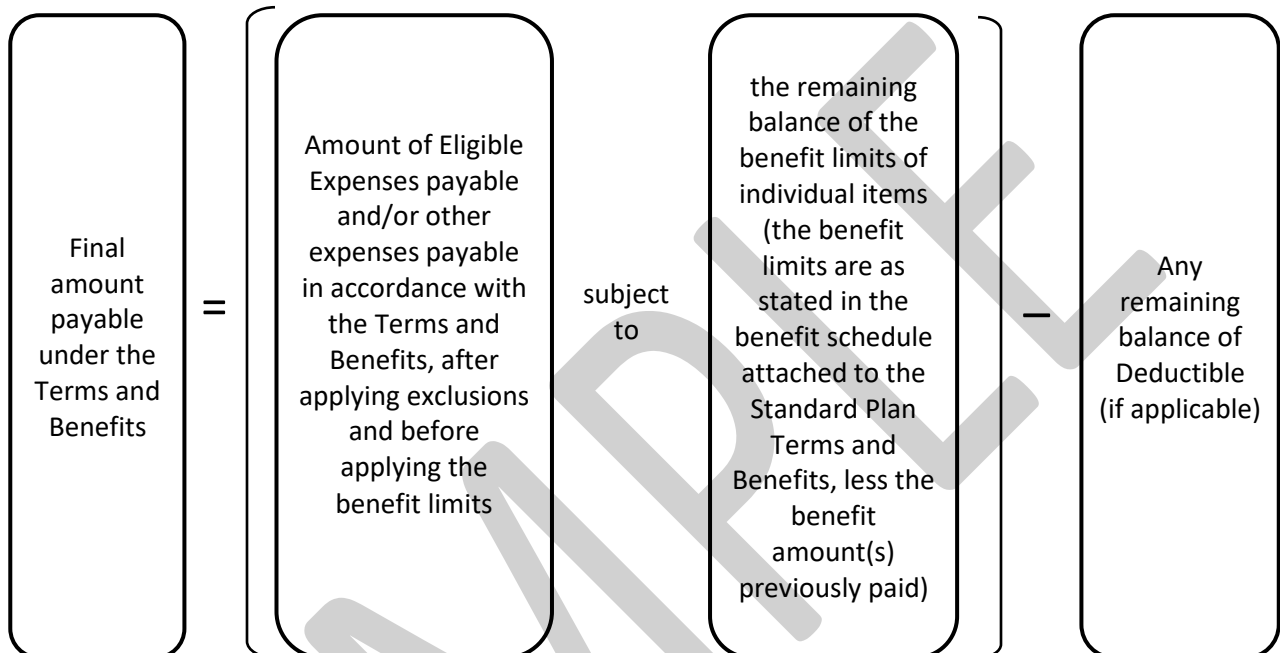 Final
amount
payable
under the
Terms and
Benefits
=
Amount of Eligible
Expenses payable
and/or other
expenses payable
in accordance with
the Terms and
Benefits, after
applying exclusions
and before
applying the
benefit limits
subject
to
the remaining
balance of the
benefit limits of
individual items
(the benefit
limits are as
stated in the
benefit schedule
attached to the
Standard Plan
Terms and
Benefits, less the
benefit
amount(s)
previously paid)
–
Any
remaining
balance of
Deductible
(if applicable)
MPLE